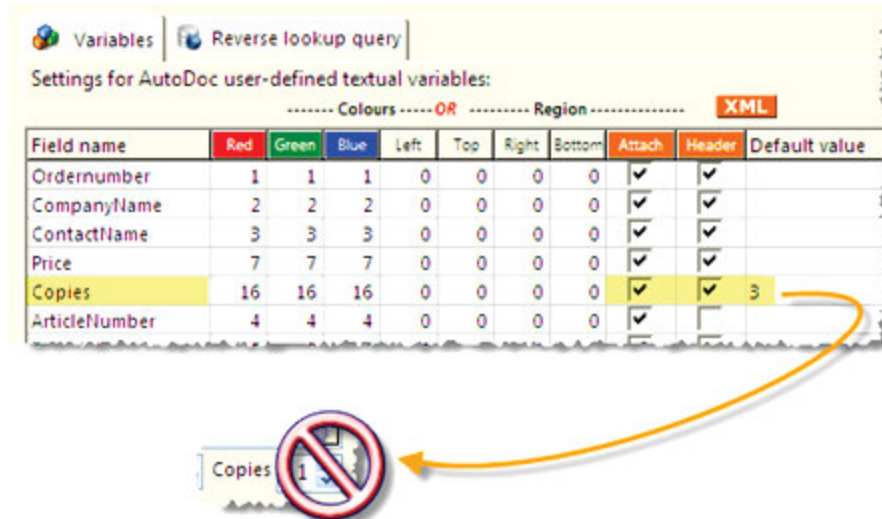 Variables Reverse lookup query
Settings for AutoDoc user-defined textual variables:
------- Colours ----- OR --------- Region -------------- XML
Field name Red Green Blue Left Top Right Bottom Attach Header Default value
Ordernumber 1 1 1 0 0 0 0
CompanyName 2 2 2 0 0 0 0
ContactName 3 3 3 0 0 0 0
Price 7 7 7 0 0 0 0
Copies 16 16 16 0 0 0 0 3
ArticleNumber 4 4 4 0 0 0 0
Copies 1